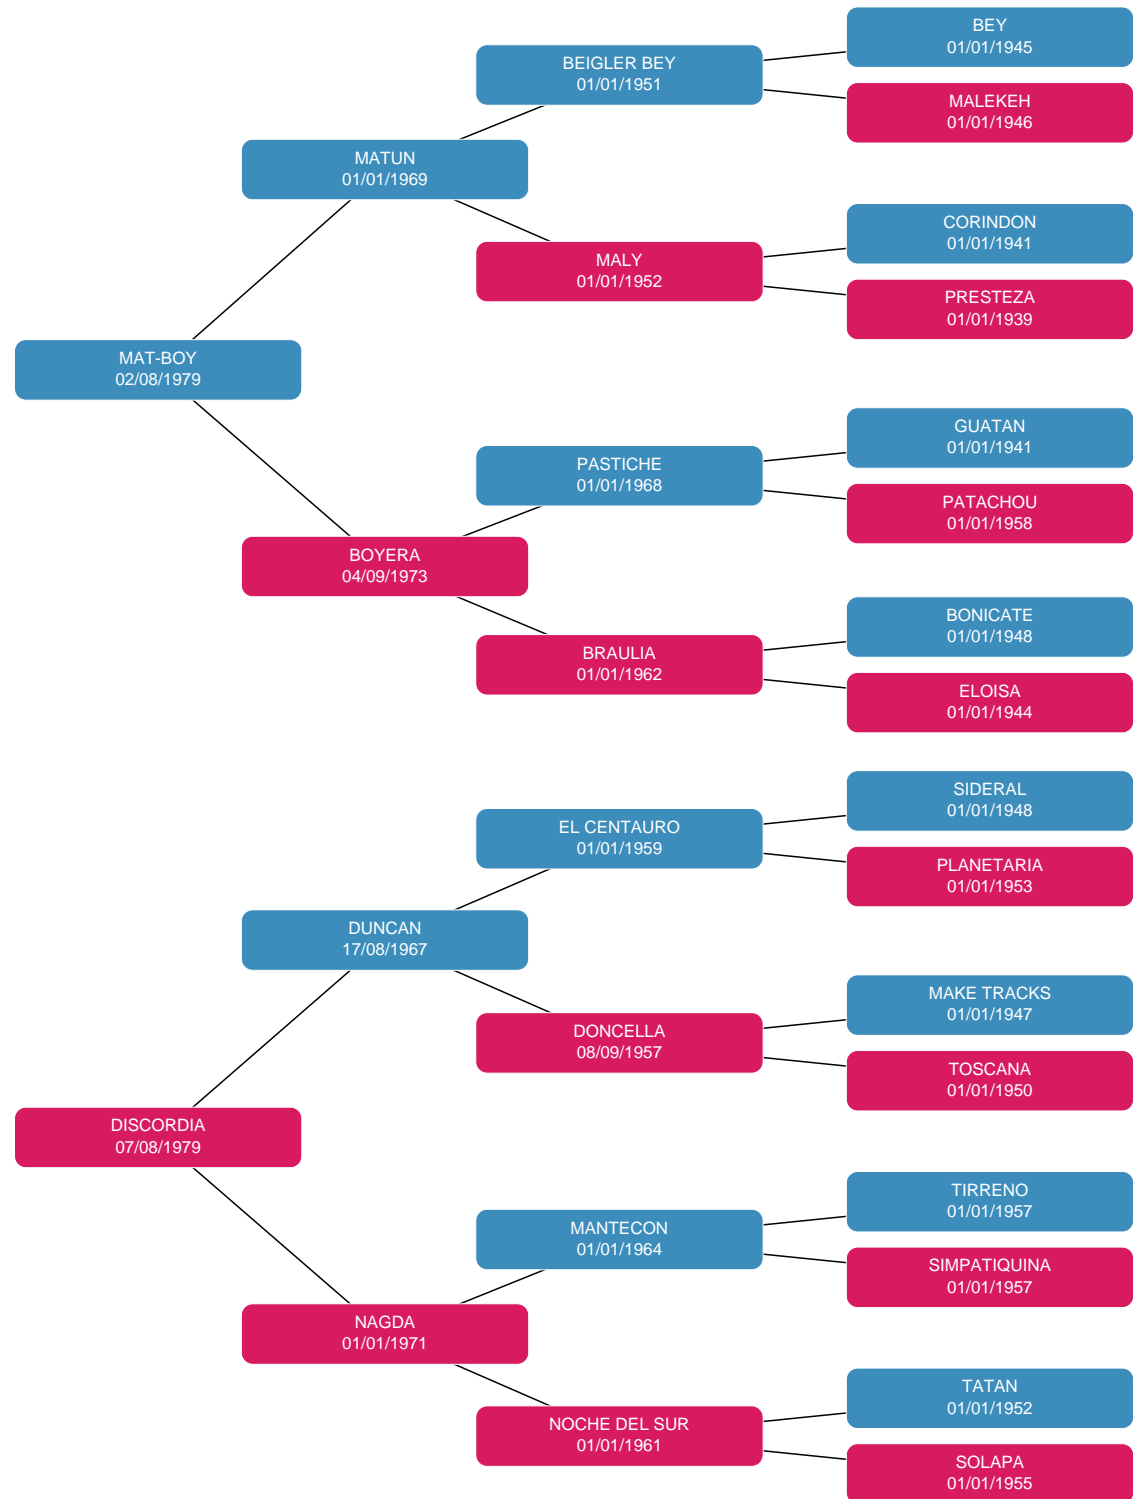 BEY
01/01/1945
BEIGLER BEY
01/01/1951
MALEKEH
01/01/1946
MATUN
01/01/1969
CORINDON
01/01/1941
MALY
01/01/1952
PRESTEZA
01/01/1939
MAT-BOY
02/08/1979
GUATAN
01/01/1941
PASTICHE
01/01/1968
PATACHOU
01/01/1958
BOYERA
04/09/1973
BONICATE
01/01/1948
BRAULIA
01/01/1962
ELOISA
01/01/1944
SIDERAL
01/01/1948
EL CENTAURO
01/01/1959
PLANETARIA
01/01/1953
DUNCAN
17/08/1967
MAKE TRACKS
01/01/1947
DONCELLA
08/09/1957
TOSCANA
01/01/1950
DISCORDIA
07/08/1979
TIRRENO
01/01/1957
MANTECON
01/01/1964
SIMPATIQUINA
01/01/1957
NAGDA
01/01/1971
TATAN
01/01/1952
NOCHE DEL SUR
01/01/1961
SOLAPA
01/01/1955